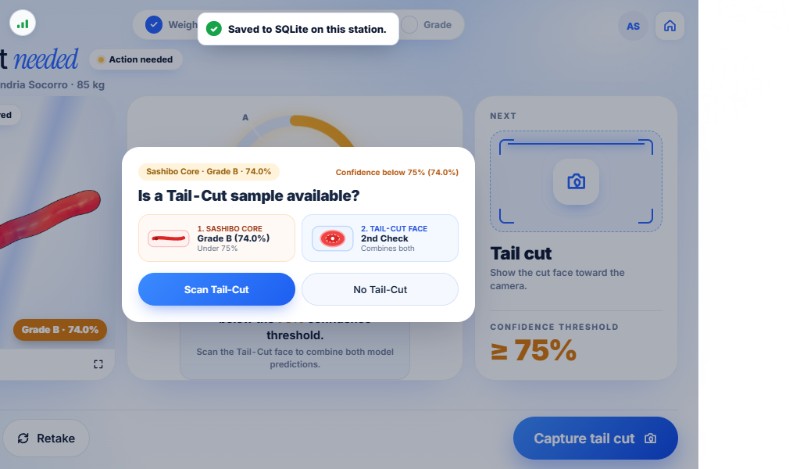 Weigh
Saved to SQLite on this station.
Grade
AS
t needed
Action needed
ndria Socorro · 85 kg
red
A
NEXT
Sashibo Core · Grade B · 74.0%
Confidence below 75% (74.0%)
Is a Tail-Cut sample available?
1. SASHIBO CORE
Grade B (74.0%)
Under 75%
2. TAIL-CUT FACE
2nd Check
Combines both
Scan Tail-Cut
No Tail-Cut
Tail cut
Show the cut face toward the
camera.
Grade B · 74.0%
threshold.
Scan the Tail-Cut face to combine both model
predictions.
CONFIDENCE THRESHOLD
≥ 75%
Retake
Capture tail cut